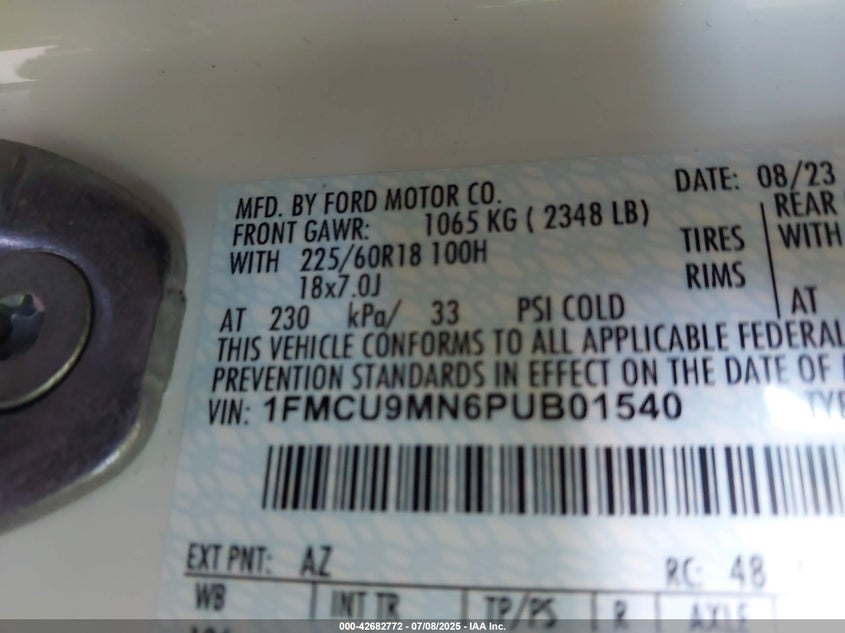 MFD. BY FORD MOTOR CO.
DATE: 08/23
FRONT GAWR: 1065 KG ( 2348 LB)
REAR
WITH 225/60R18 100H
TIRES
WITH
18x7.0J
RIMS
AT 230 kPa/ 33 PSI COLD
AT
THIS VEHICLE CONFORMS TO ALL APPLICABLE FEDERAL
PREVENTION STANDARDS IN EFFECT ON THE DATE OF
VIN: 1FMCU9MN6PUB01540
EXT PNT: AZ
RC: 48
WB INT TR TP/PS R AXLE
000-42682772 - 07/08/2025 - IAA Inc.